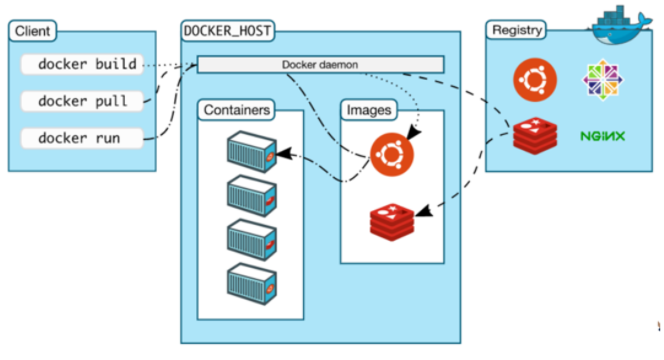 Client
docker build
docker pull
docker run
DOCKER_HOST
Docker daemon
Containers
Images
Registry
NGINX